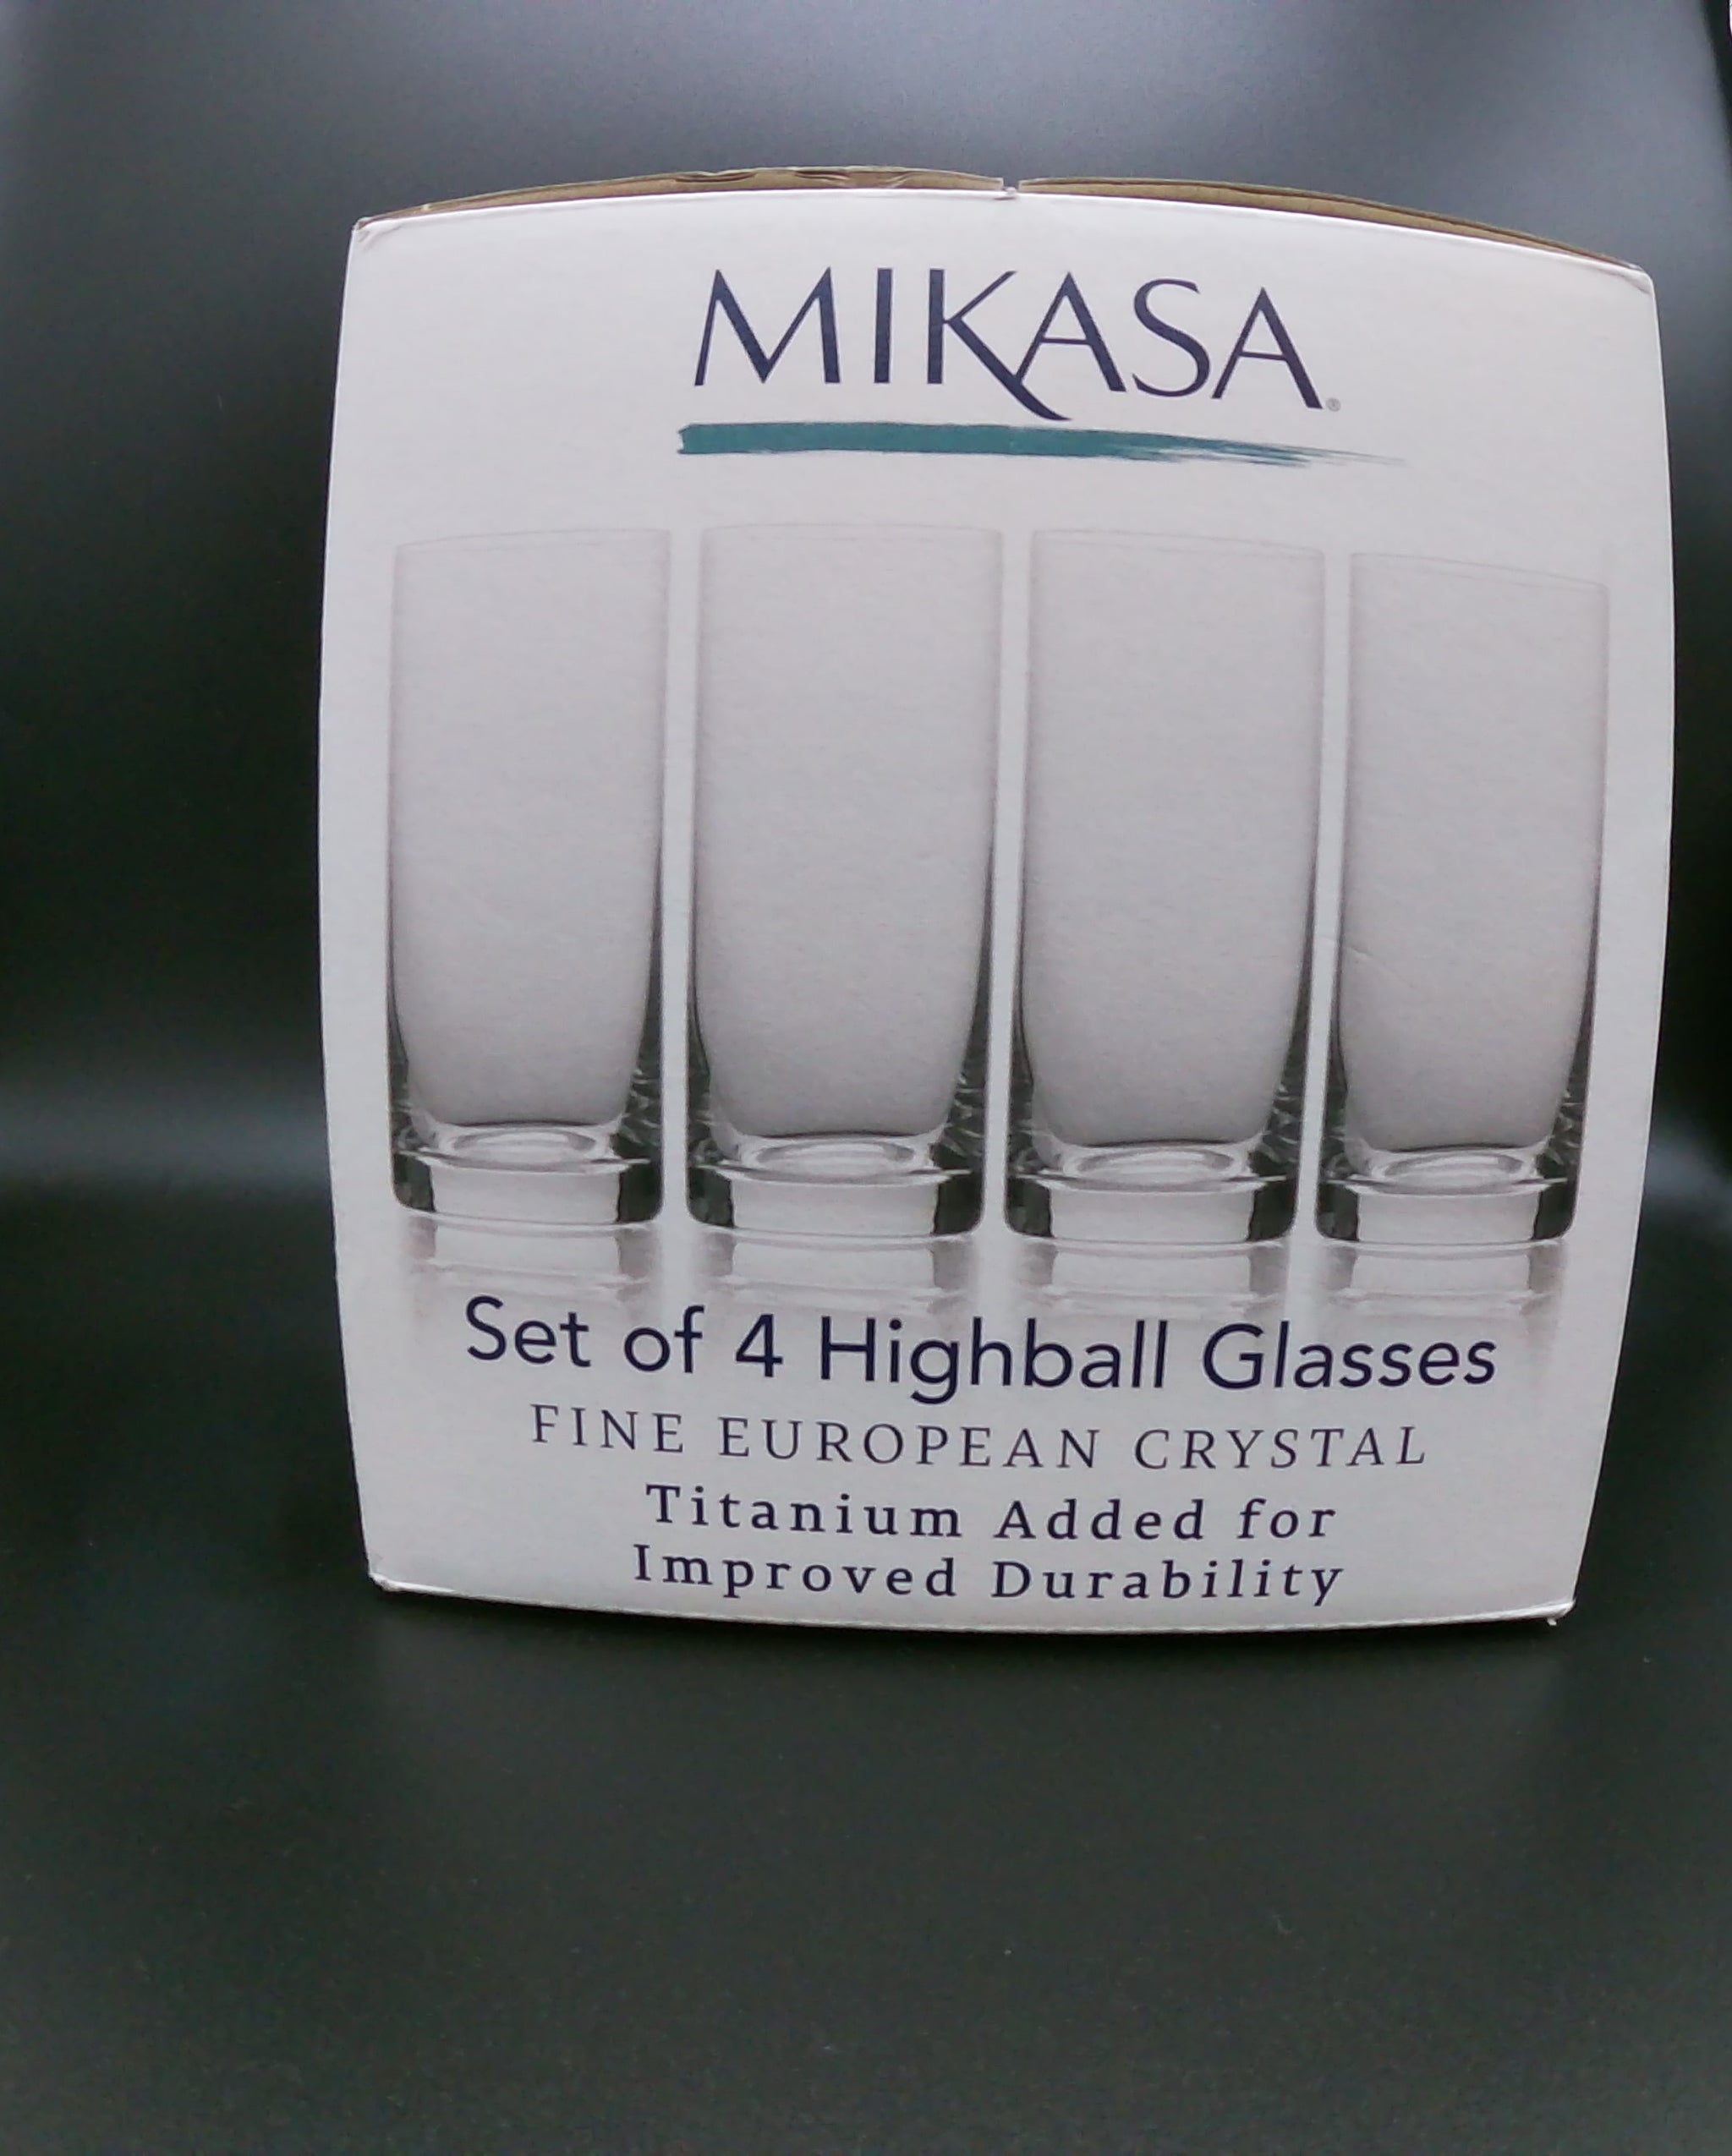 MIKASA®
Set of 4 Highball Glasses
FINE EUROPEAN CRYSTAL
Titanium Added for
Improved Durability